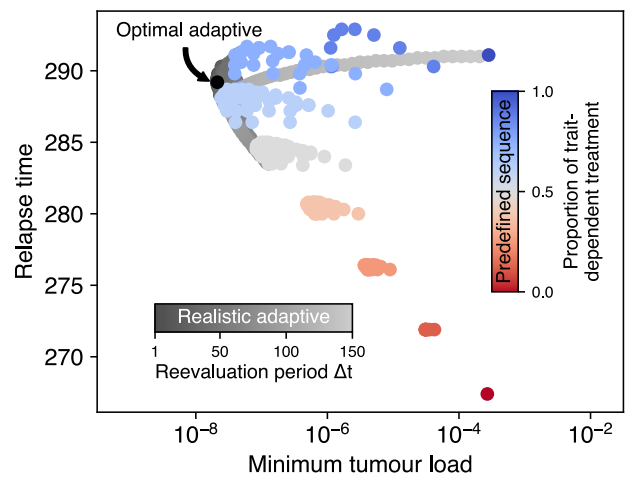 Optimal adaptive
290
285
280
275
270
Relapse time
10⁻⁸
10⁻⁶
10⁻⁴
10⁻²
Minimum tumour load
Realistic adaptive
1
50
100
150
Reevaluation period Δt
Predefined sequence
1.0
0.5
0.0
Proportion of trait-
dependent treatment